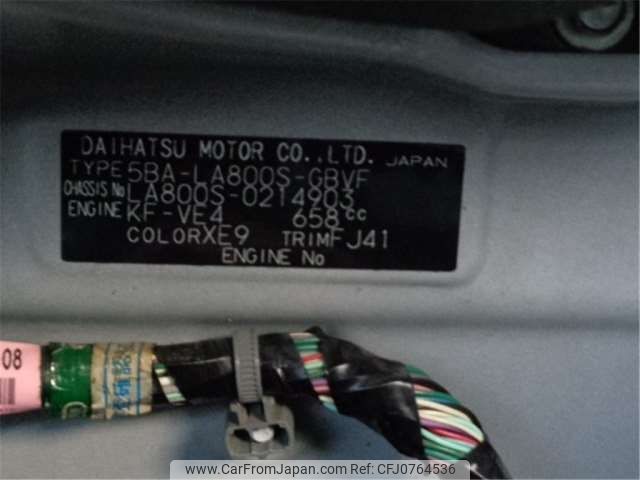 DAIHATSU MOTOR CO.,LTD. JAPAN
TYPE 5BA-LA800S-GBVF
CHASSIS No LA800S-0214903
ENGINE KF-VE4 658cc
COLOR XE9 TRIM FJ41
ENGINE No
08
www.CarFromJapan.com | CFJ0764536